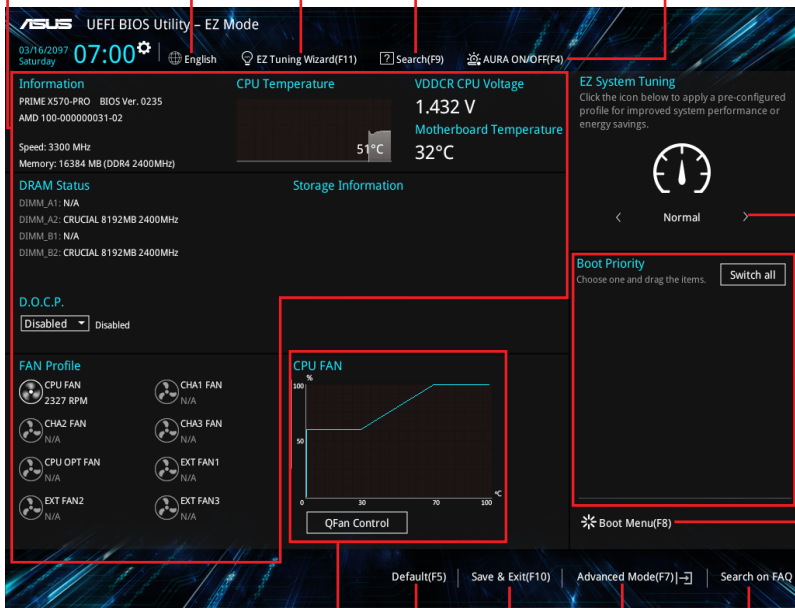 ASUS UEFI BIOS Utility – EZ Mode
03/16/2097
Saturday
07:00
English
EZ Tuning Wizard(F11)
? Search(F9)
AURA ON/OFF(F4)
Information
PRIME X570-PRO BIOS Ver. 0235
AMD 100-000000031-02
Speed: 3300 MHz
Memory: 16384 MB (DDR4 2400MHz)
CPU Temperature
51°C
VDDCR CPU Voltage
1.432 V
Motherboard Temperature
32°C
EZ System Tuning
Click the icon below to apply a pre-configured
profile for improved system performance or
energy savings.
< Normal >
DRAM Status
DIMM_A1: N/A
DIMM_A2: CRUCIAL 8192MB 2400MHz
DIMM_B1: N/A
DIMM_B2: CRUCIAL 8192MB 2400MHz
Storage Information
D.O.C.P.
Disabled Disabled
Boot Priority
Choose one and drag the items.
Switch all
FAN Profile
CPU FAN
2327 RPM
CHA1 FAN
N/A
CHA2 FAN
N/A
CHA3 FAN
N/A
CPU OPT FAN
N/A
EXT FAN1
N/A
EXT FAN2
N/A
EXT FAN3
N/A
CPU FAN
%
100
50
0 30 70 100
°C
QFan Control
Boot Menu(F8)
Default(F5)
Save & Exit(F10)
Advanced Mode(F7)
Search on FAQ